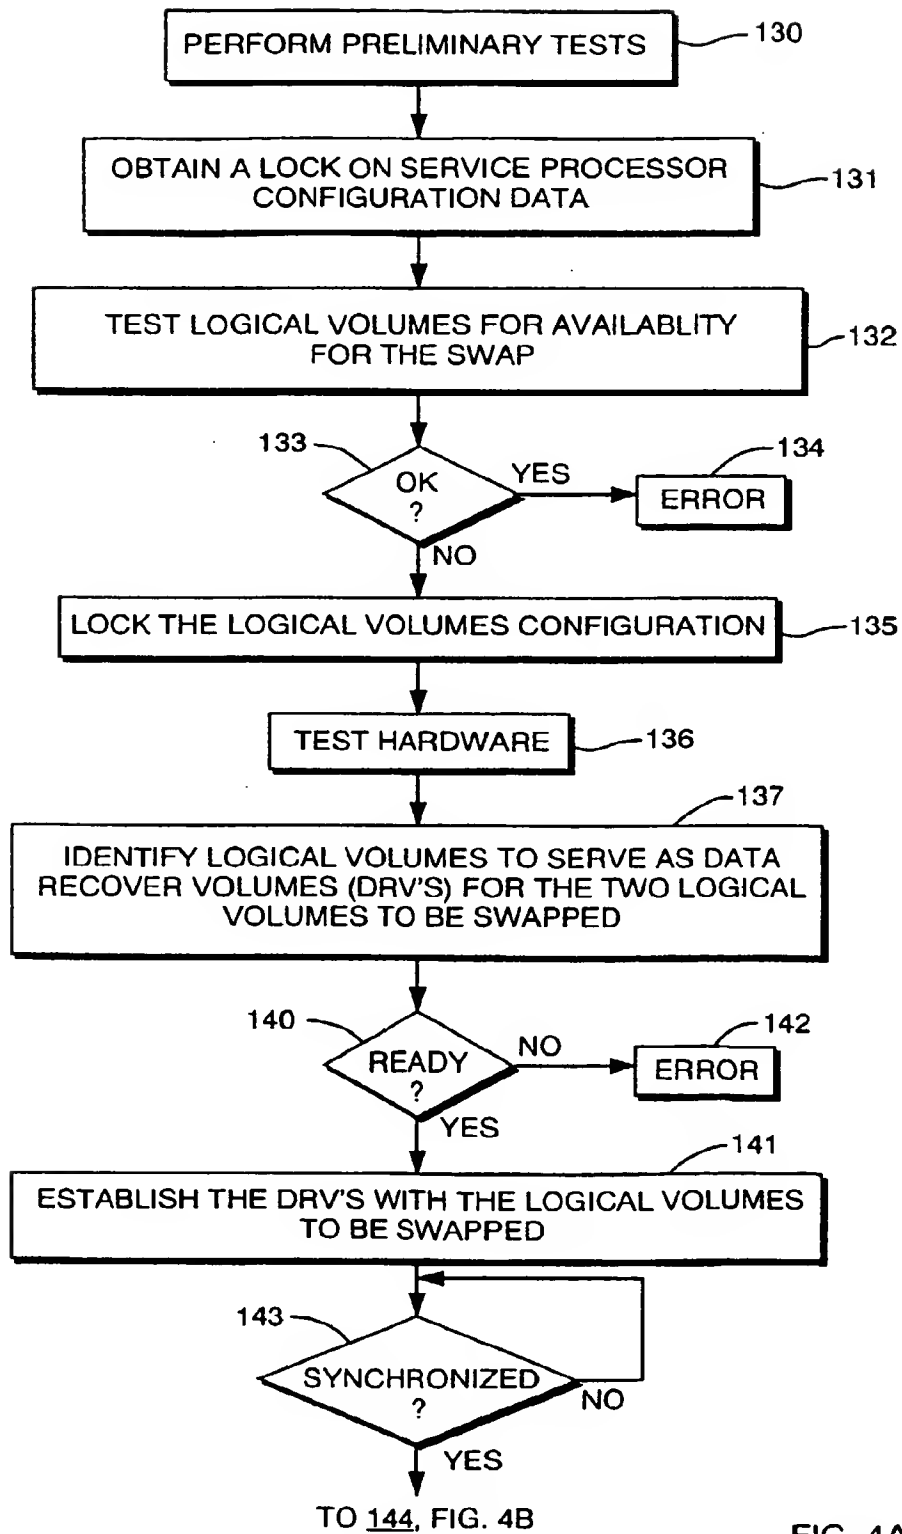 PERFORM PRELIMINARY TESTS
130
OBTAIN A LOCK ON SERVICE PROCESSOR
CONFIGURATION DATA
131
TEST LOGICAL VOLUMES FOR AVAILABLITY
FOR THE SWAP
132
133
OK
?
YES
134
ERROR
NO
LOCK THE LOGICAL VOLUMES CONFIGURATION
135
TEST HARDWARE
136
137
IDENTIFY LOGICAL VOLUMES TO SERVE AS DATA
RECOVER VOLUMES (DRV'S) FOR THE TWO LOGICAL
VOLUMES TO BE SWAPPED
140
READY
?
NO
142
ERROR
YES
141
ESTABLISH THE DRV'S WITH THE LOGICAL VOLUMES
TO BE SWAPPED
143
SYNCHRONIZED
?
NO
YES
TO 144, FIG. 4B
FIG. 4A